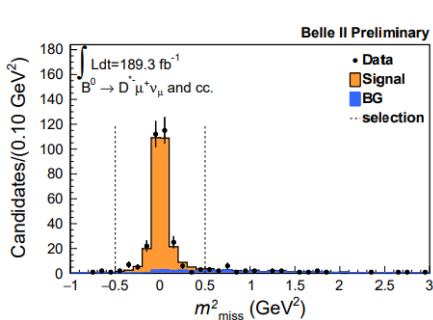 Belle II Preliminary
∫ Ldt=189.3 fb⁻¹
B⁰ → D*⁻μ⁺ν_μ and cc.
Data
Signal
BG
selection
Candidates/(0.10 GeV²)
180
160
140
120
100
80
60
40
20
0
−1 −0.5 0 0.5 1 1.5 2 2.5 3
m²_miss (GeV²)